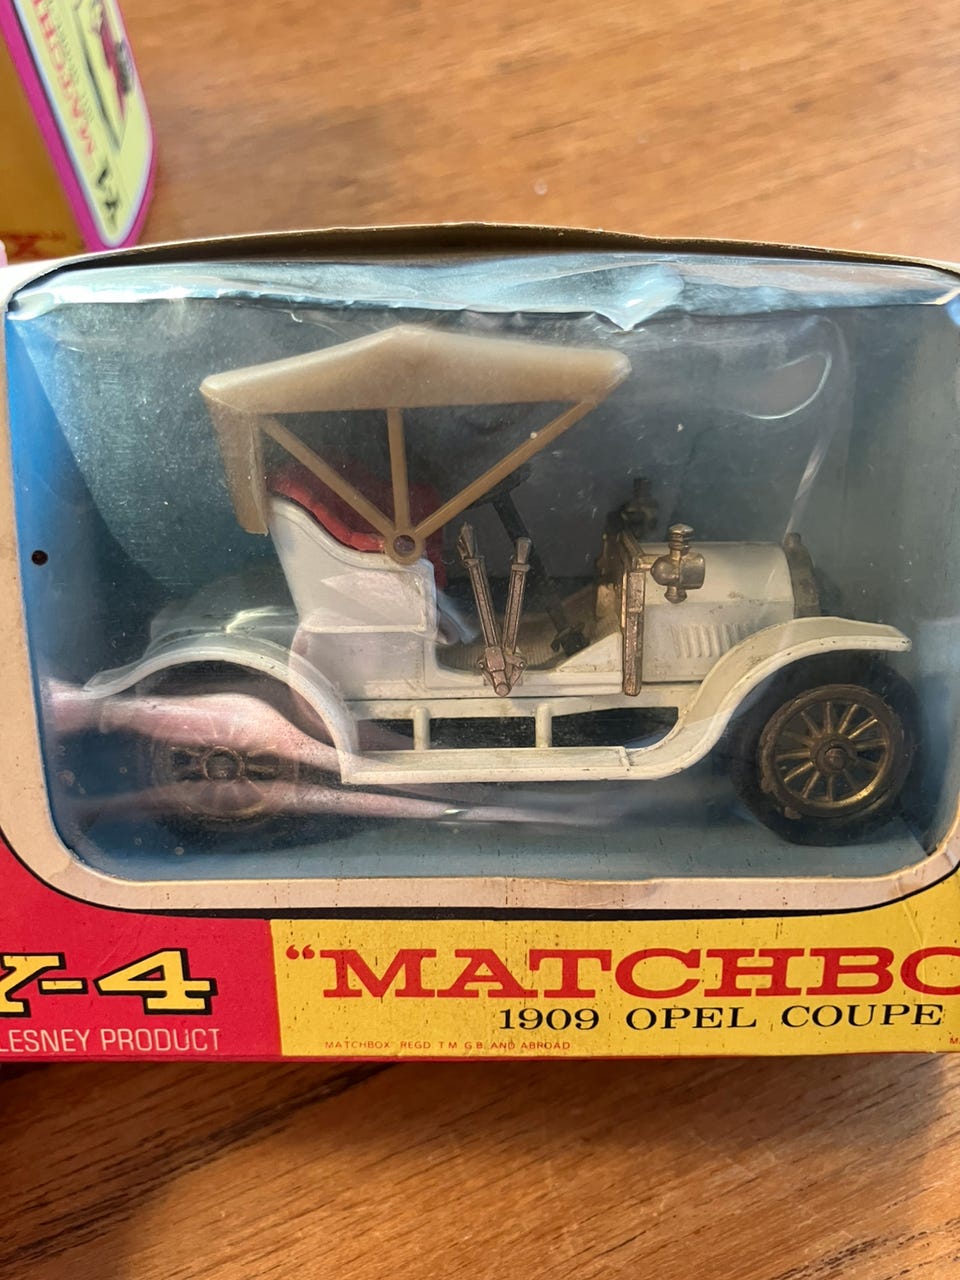 Y-4
"MATCHBO
1909 OPEL COUPE
LESNEY PRODUCT
MATCHBOX REGD T M G.B. AND ABROAD